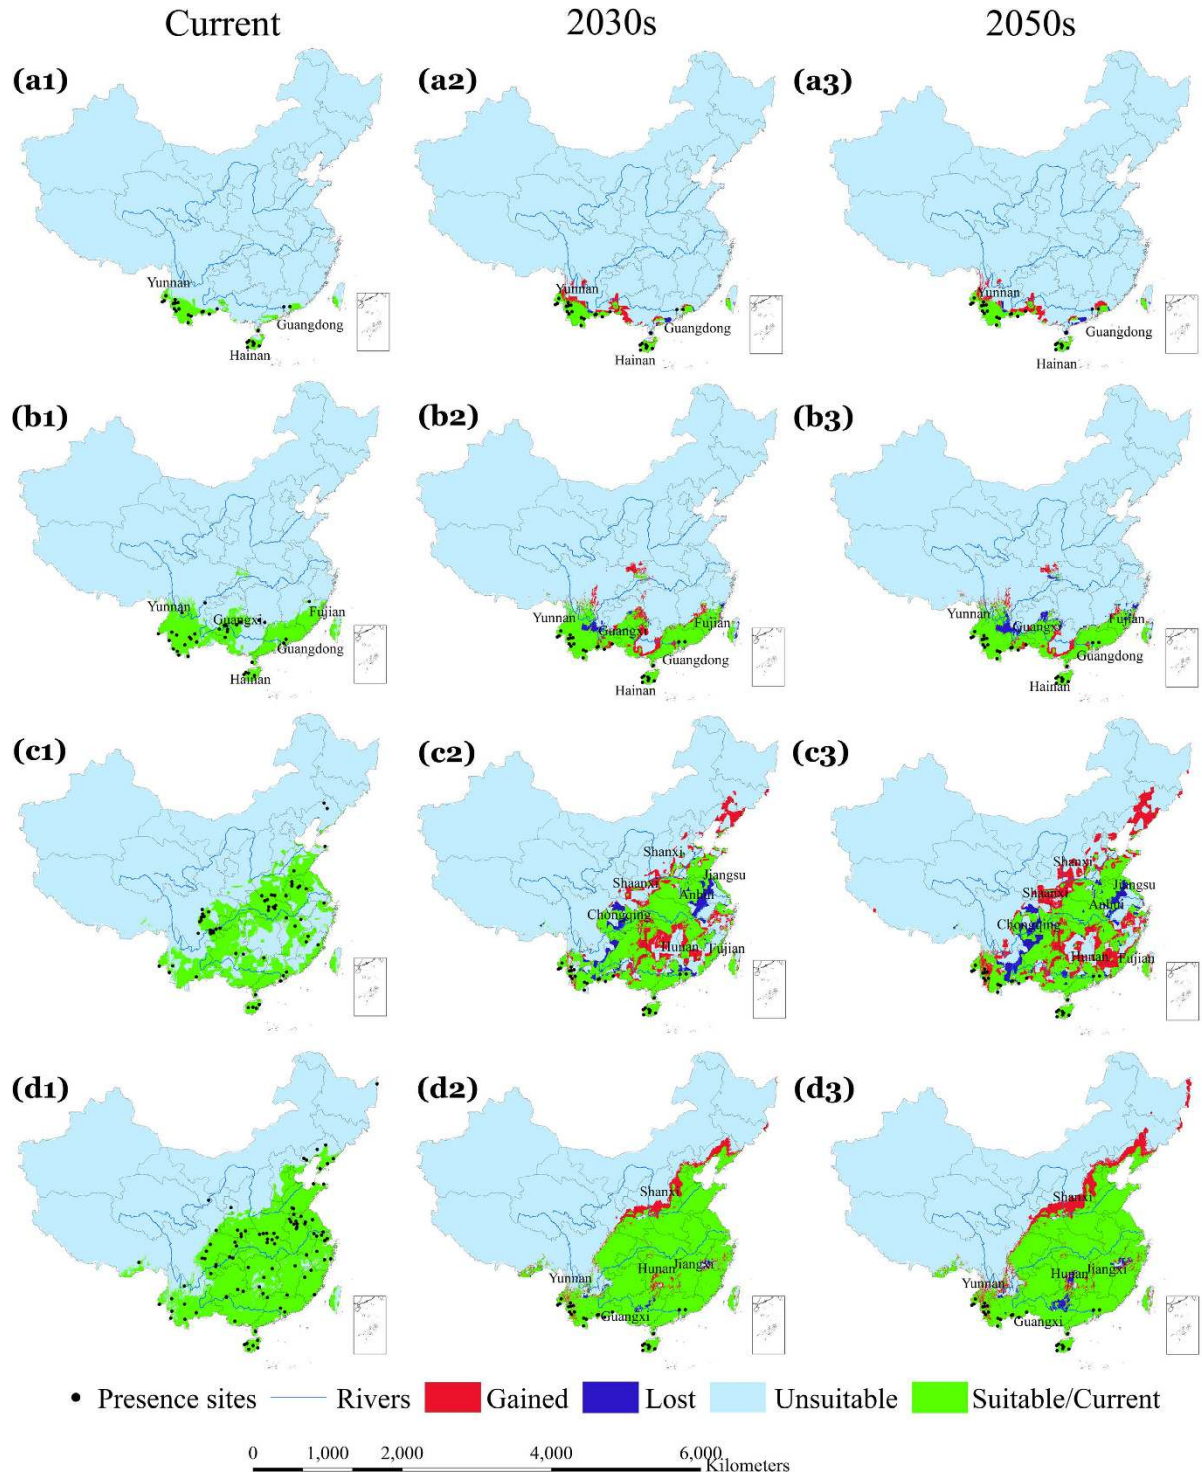 Current 2030s 2050s
(a1) (a2) (a3)
Yunnan Yunnan Yunnan
Guangdong Guangdong Guangdong
Hainan Hainan Hainan
(b1) (b2) (b3)
Yunnan Guangxi Fujian Yunnan Guangxi Fujian Yunnan Guangxi Fujian
Guangdong Guangdong Guangdong
Hainan Hainan Hainan
(c1) (c2) (c3)
Shanxi Shanxi
Shaanxi Jiangsu Shaanxi Jiangsu
Anhui Anhui
Chongqing Chongqing
Hunan Fujian Hunan Fujian
(d1) (d2) (d3)
Shanxi Shanxi
Yunnan Hunan Jiangxi Yunnan Hunan Jiangxi
Guangxi Guangxi
Presence sites Rivers Gained Lost Unsuitable Suitable/Current
0 1,000 2,000 4,000 6,000
Kilometers